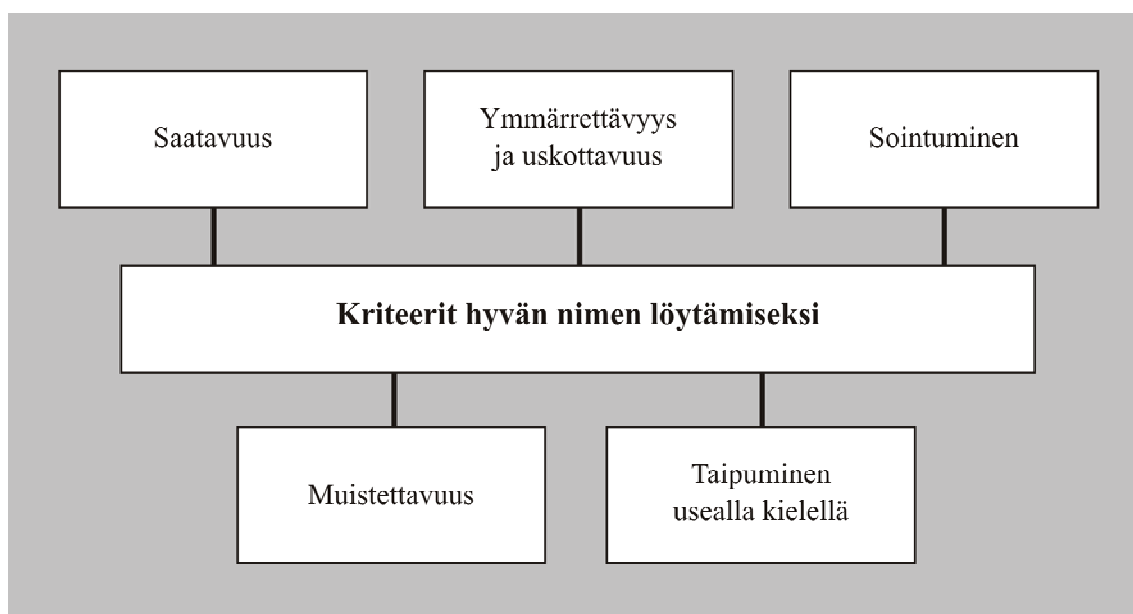 Saatavuus
Ymmärrettävyys
ja uskottavuus
Sointuminen
Kriteerit hyvän nimen löytämiseksi
Muistettavuus
Taipuminen
usealla kielellä